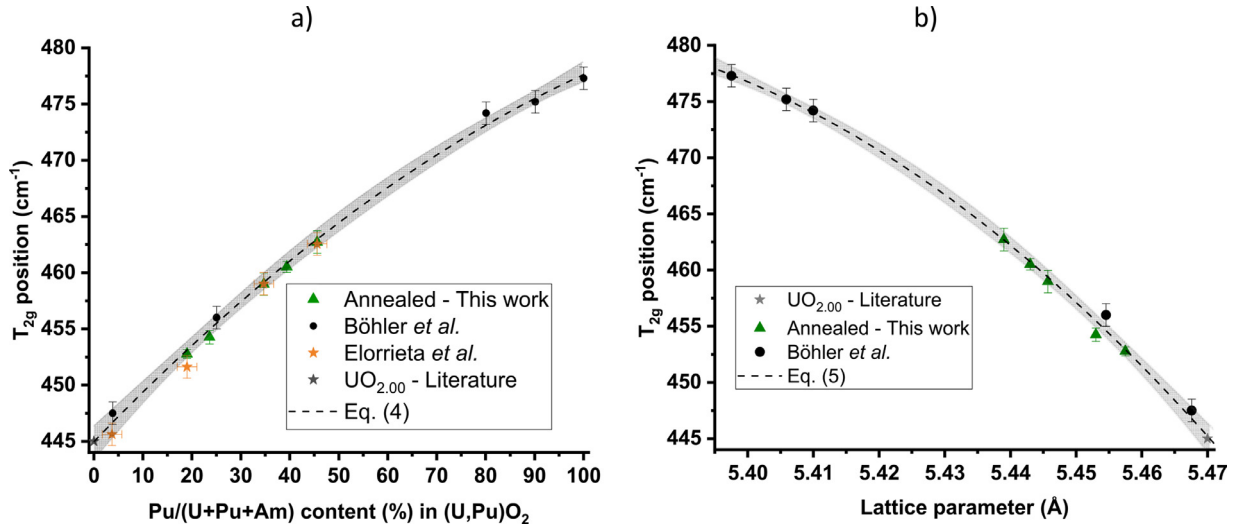 a)
480
475
470
465
460
455
450
445
T2g position (cm-1)
Annealed - This work
Böhler et al.
Elorrieta et al.
UO2.00 - Literature
Eq. (4)
0 10 20 30 40 50 60 70 80 90 100
Pu/(U+Pu+Am) content (%) in (U,Pu)O2
b)
480
475
470
465
460
455
450
445
T2g position (cm-1)
UO2.00 - Literature
Annealed - This work
Böhler et al.
Eq. (5)
5.40 5.41 5.42 5.43 5.44 5.45 5.46 5.47
Lattice parameter (Å)